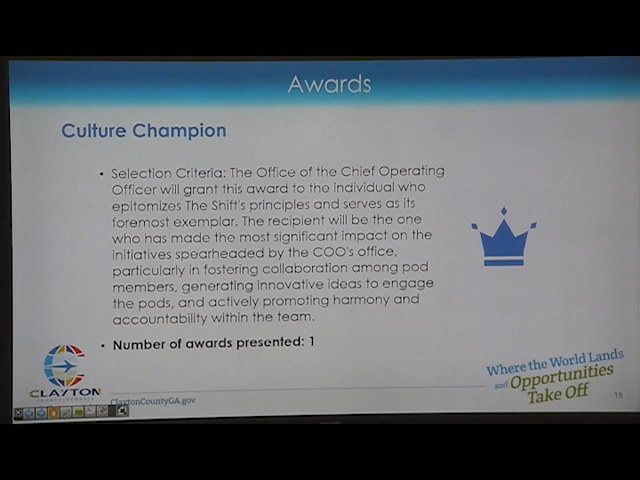 Awards
Culture Champion
• Selection Criteria: The Office of the Chief Operating
Officer will grant this award to the individual who
epitomizes The Shift's principles and serves as its
foremost exemplar. The recipient will be the one
who has made the most significant impact on the
initiatives spearheaded by the COO's office,
particularly in fostering collaboration among pod
members, generating innovative ideas to engage
the pods, and actively promoting harmony and
accountability within the team.
• Number of awards presented: 1
CLAYTON
ClaytonCountyGA.gov
Where the World Lands
and Opportunities
Take Off
15